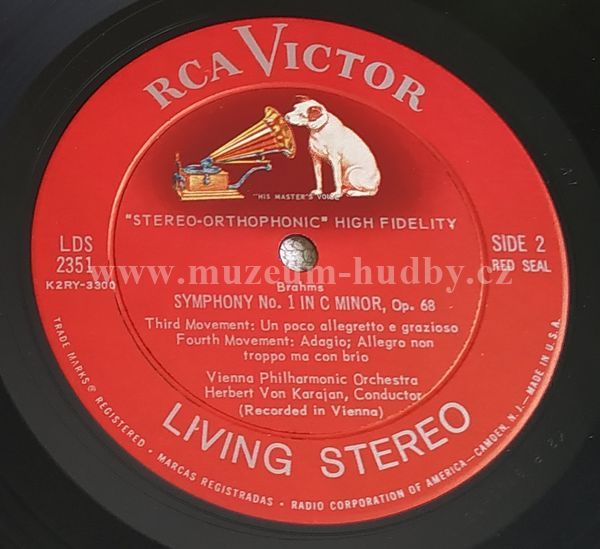 RCA VICTOR
"HIS MASTER'S VOICE"
"STEREO-ORTHOPHONIC" HIGH FIDELITY
LDS
2351
K2RY-3300
SIDE 2
RED SEAL
www.muzeum-hudby.cz
Brahms
SYMPHONY No. 1 IN C MINOR, Op. 68
Third Movement: Un poco allegretto e grazioso
Fourth Movement: Adagio; Allegro non
troppo ma con brio
Vienna Philharmonic Orchestra
Herbert Von Karajan, Conductor
(Recorded in Vienna)
LIVING STEREO
TRADE MARKS ® REGISTERED • MARCAS REGISTRADAS • RADIO CORPORATION OF AMERICA—CAMDEN, N.J.—MADE IN U.S.A.